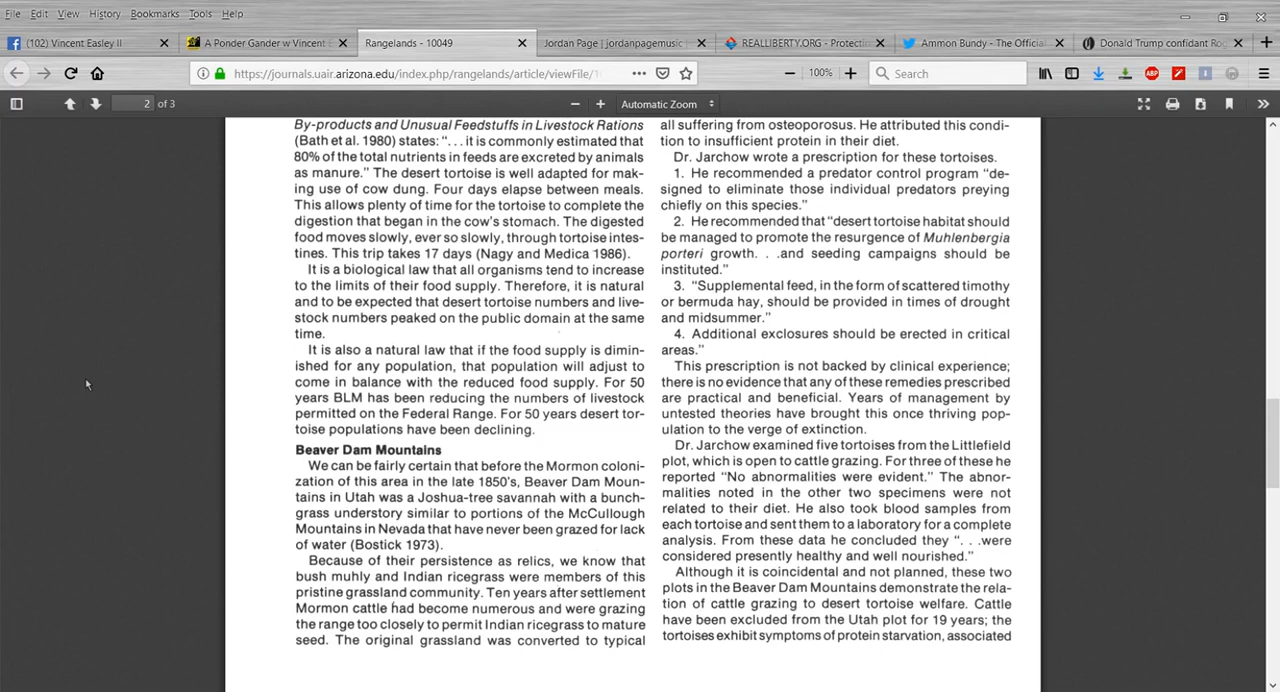 File Edit View History Bookmarks Tools Help
(102) Vincent Easley II
A Ponder Gander w Vincent
Rangelands - 10049
Jordan Page | jordanpagemusic
REALLIBERTY.ORG - Protectin
Ammon Bundy - The Official
Donald Trump confidant Ro
https://journals.uair.arizona.edu/index.php/rangelands/article/viewFile/1
100%
Search
ABP
2 of 3
Automatic Zoom
By-products and Unusual Feedstuffs in Livestock Rations
(Bath et al. 1980) states: “. . .it is commonly estimated that
80% of the total nutrients in feeds are excreted by animals
as manure.” The desert tortoise is well adapted for mak-
ing use of cow dung. Four days elapse between meals.
This allows plenty of time for the tortoise to complete the
digestion that began in the cow's stomach. The digested
food moves slowly, ever so slowly, through tortoise intes-
tines. This trip takes 17 days (Nagy and Medica 1986).
It is a biological law that all organisms tend to increase
to the limits of their food supply. Therefore, it is natural
and to be expected that desert tortoise numbers and live-
stock numbers peaked on the public domain at the same
time.
It is also a natural law that if the food supply is dimin-
ished for any population, that population will adjust to
come in balance with the reduced food supply. For 50
years BLM has been reducing the numbers of livestock
permitted on the Federal Range. For 50 years desert tor-
toise populations have been declining.
Beaver Dam Mountains
We can be fairly certain that before the Mormon coloni-
zation of this area in the late 1850's, Beaver Dam Moun-
tains in Utah was a Joshua-tree savannah with a bunch-
grass understory similar to portions of the McCullough
Mountains in Nevada that have never been grazed for lack
of water (Bostick 1973).
Because of their persistence as relics, we know that
bush muhly and Indian ricegrass were members of this
pristine grassland community. Ten years after settlement
Mormon cattle had become numerous and were grazing
the range too closely to permit Indian ricegrass to mature
seed. The original grassland was converted to typical
all suffering from osteoporosus. He attributed this condi-
tion to insufficient protein in their diet.
Dr. Jarchow wrote a prescription for these tortoises.
1. He recommended a predator control program “de-
signed to eliminate those individual predators preying
chiefly on this species.”
2. He recommended that “desert tortoise habitat should
be managed to promote the resurgence of Muhlenbergia
porteri growth. . .and seeding campaigns should be
instituted.”
3. “Supplemental feed, in the form of scattered timothy
or bermuda hay, should be provided in times of drought
and midsummer.”
4. Additional exclosures should be erected in critical
areas.”
This prescription is not backed by clinical experience;
there is no evidence that any of these remedies prescribed
are practical and beneficial. Years of management by
untested theories have brought this once thriving pop-
ulation to the verge of extinction.
Dr. Jarchow examined five tortoises from the Littlefield
plot, which is open to cattle grazing. For three of these he
reported “No abnormalities were evident.” The abnor-
malities noted in the other two specimens were not
related to their diet. He also took blood samples from
each tortoise and sent them to a laboratory for a complete
analysis. From these data he concluded they “. . .were
considered presently healthy and well nourished.”
Although it is coincidental and not planned, these two
plots in the Beaver Dam Mountains demonstrate the rela-
tion of cattle grazing to desert tortoise welfare. Cattle
have been excluded from the Utah plot for 19 years; the
tortoises exhibit symptoms of protein starvation, associated